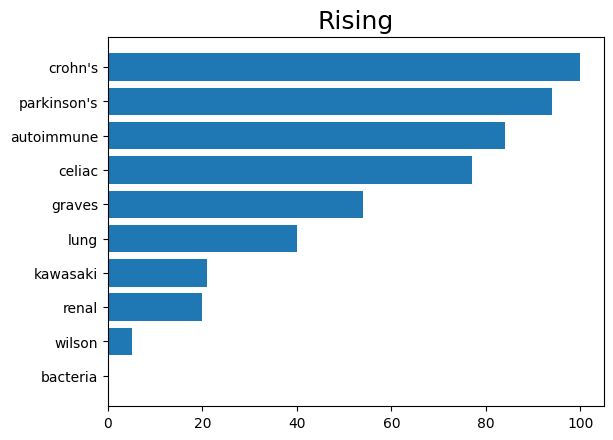 Rising
crohn's
parkinson's
autoimmune
celiac
graves
lung
kawasaki
renal
wilson
bacteria
0 20 40 60 80 100